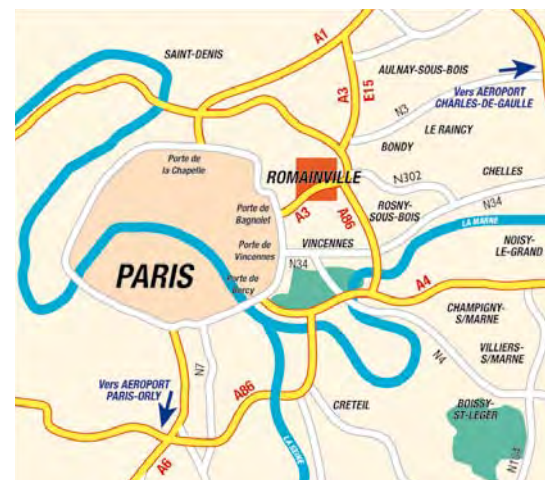 A1
SAINT-DENIS
AULNAY-SOUS-BOIS
A3
E15
Vers AÉROPORT
CHARLES-DE-GAULLE
N3
LE RAINCY
BONDY
Porte de
la Chapelle
ROMAINVILLE
N302
CHELLES
Porte de
Bagnolet
A3
A86
ROSNY-
SOUS-BOIS
N34
LA MARNE
Porte de
Vincennes
VINCENNES
NOISY-
LE-GRAND
PARIS
Porte de
Bercy
N34
A4
CHAMPIGNY-
S/MARNE
N4
VILLIERS-
S/MARNE
N7
Vers AEROPORT
PARIS-ORLY
A86
CRETEIL
BOISSY-
ST-LEGER
A6
LA SEINE
N104